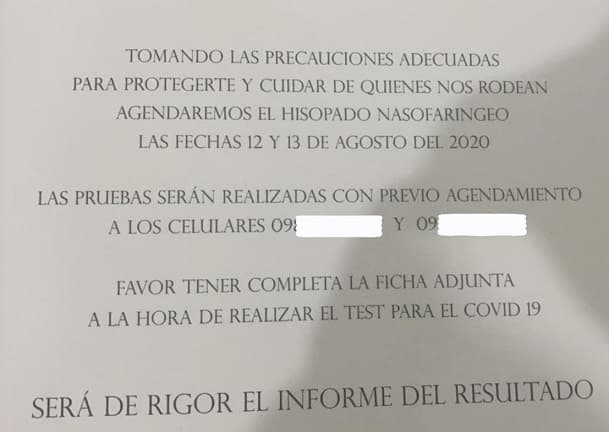 TOMANDO LAS PRECAUCIONES ADECUADAS
PARA PROTEGERTE Y CUIDAR DE QUIENES NOS RODEAN
AGENDAREMOS EL HISOPADO NASOFARINGEO
LAS FECHAS 12 Y 13 DE AGOSTO DEL 2020
LAS PRUEBAS SERÁN REALIZADAS CON PREVIO AGENDAMIENTO
A LOS CELULARES 09 Y 09
FAVOR TENER COMPLETA LA FICHA ADJUNTA
A LA HORA DE REALIZAR EL TEST PARA EL COVID 19
SERÁ DE RIGOR EL INFORME DEL RESULTADO